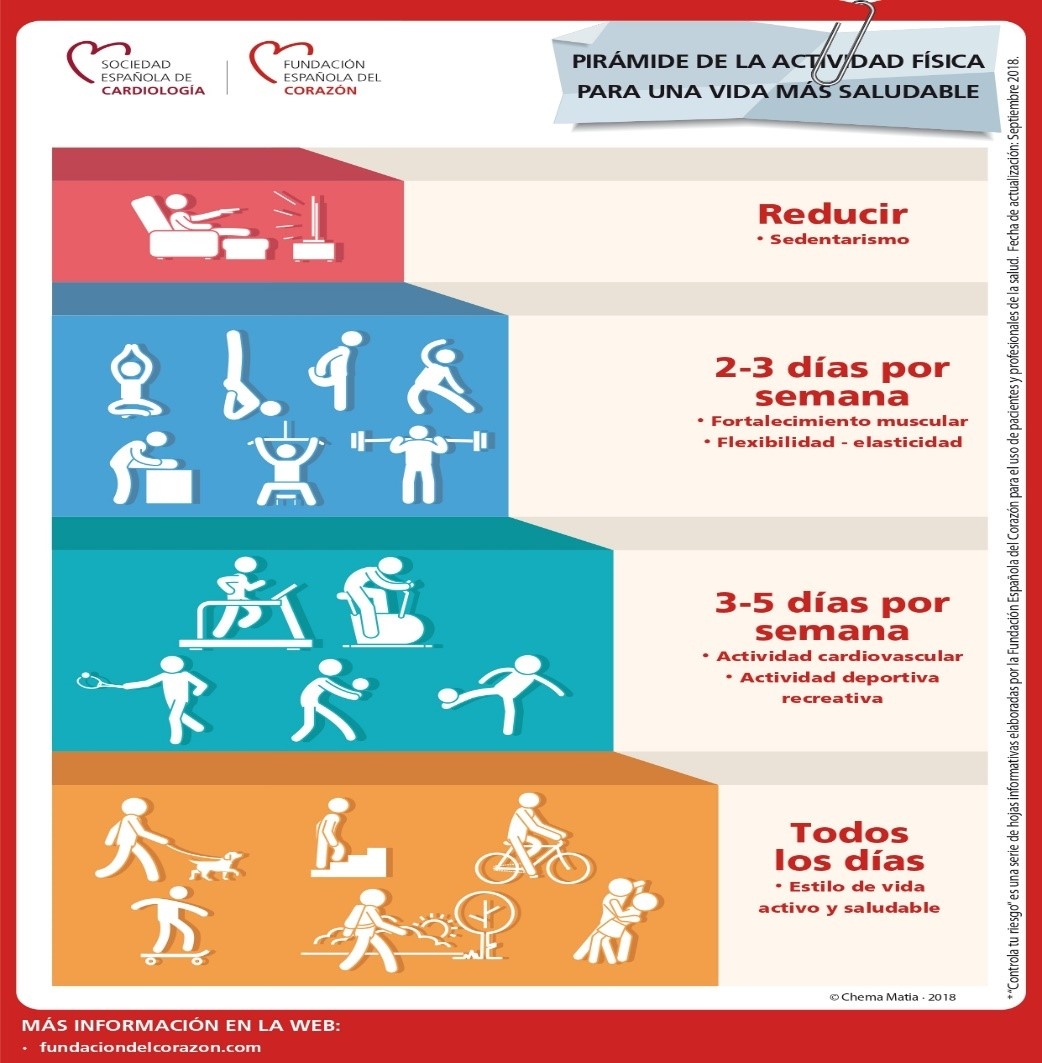 SOCIEDAD
ESPAÑOLA DE
CARDIOLOGÍA
FUNDACIÓN
ESPAÑOLA DEL
CORAZÓN
PIRÁMIDE DE LA ACTIVIDAD FÍSICA
PARA UNA VIDA MÁS SALUDABLE
Reducir
• Sedentarismo
2-3 días por
semana
• Fortalecimiento muscular
• Flexibilidad - elasticidad
3-5 días por
semana
• Actividad cardiovascular
• Actividad deportiva
recreativa
Todos
los días
• Estilo de vida
activo y saludable
© Chema Matia · 2018
*"Controla tu riesgo" es una serie de hojas informativas elaboradas por la Fundación Española del Corazón para el uso de pacientes y profesionales de la salud. Fecha de actualización: Septiembre 2018.
MÁS INFORMACIÓN EN LA WEB:
• fundaciondelcorazon.com